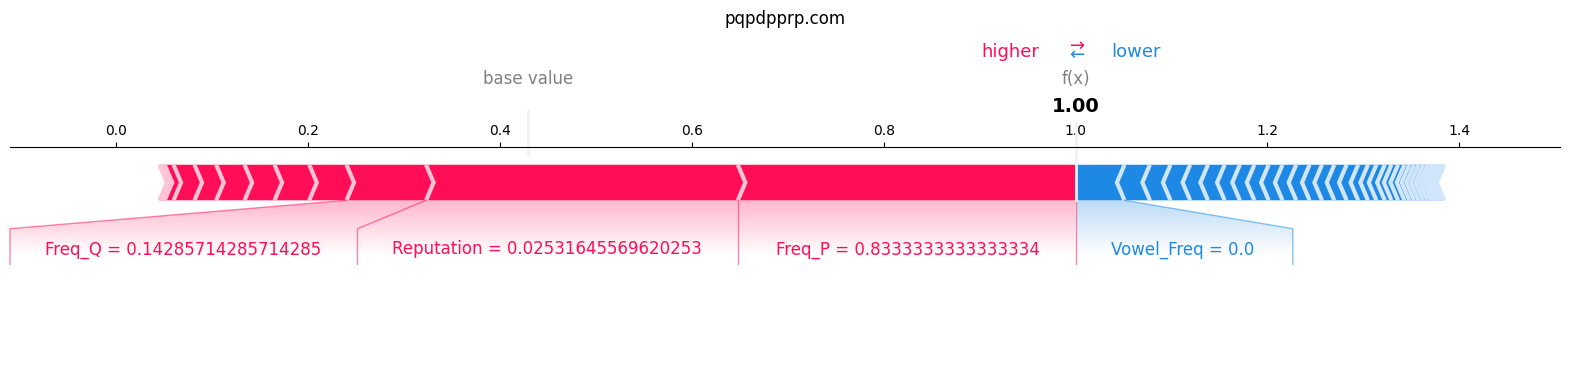 pqpdpprp.com
higher ⇄ lower
base value f(x)
1.00
0.0 0.2 0.4 0.6 0.8 1.0 1.2 1.4
Freq_Q = 0.14285714285714285 Reputation = 0.02531645569620253 Freq_P = 0.8333333333333334 Vowel_Freq = 0.0